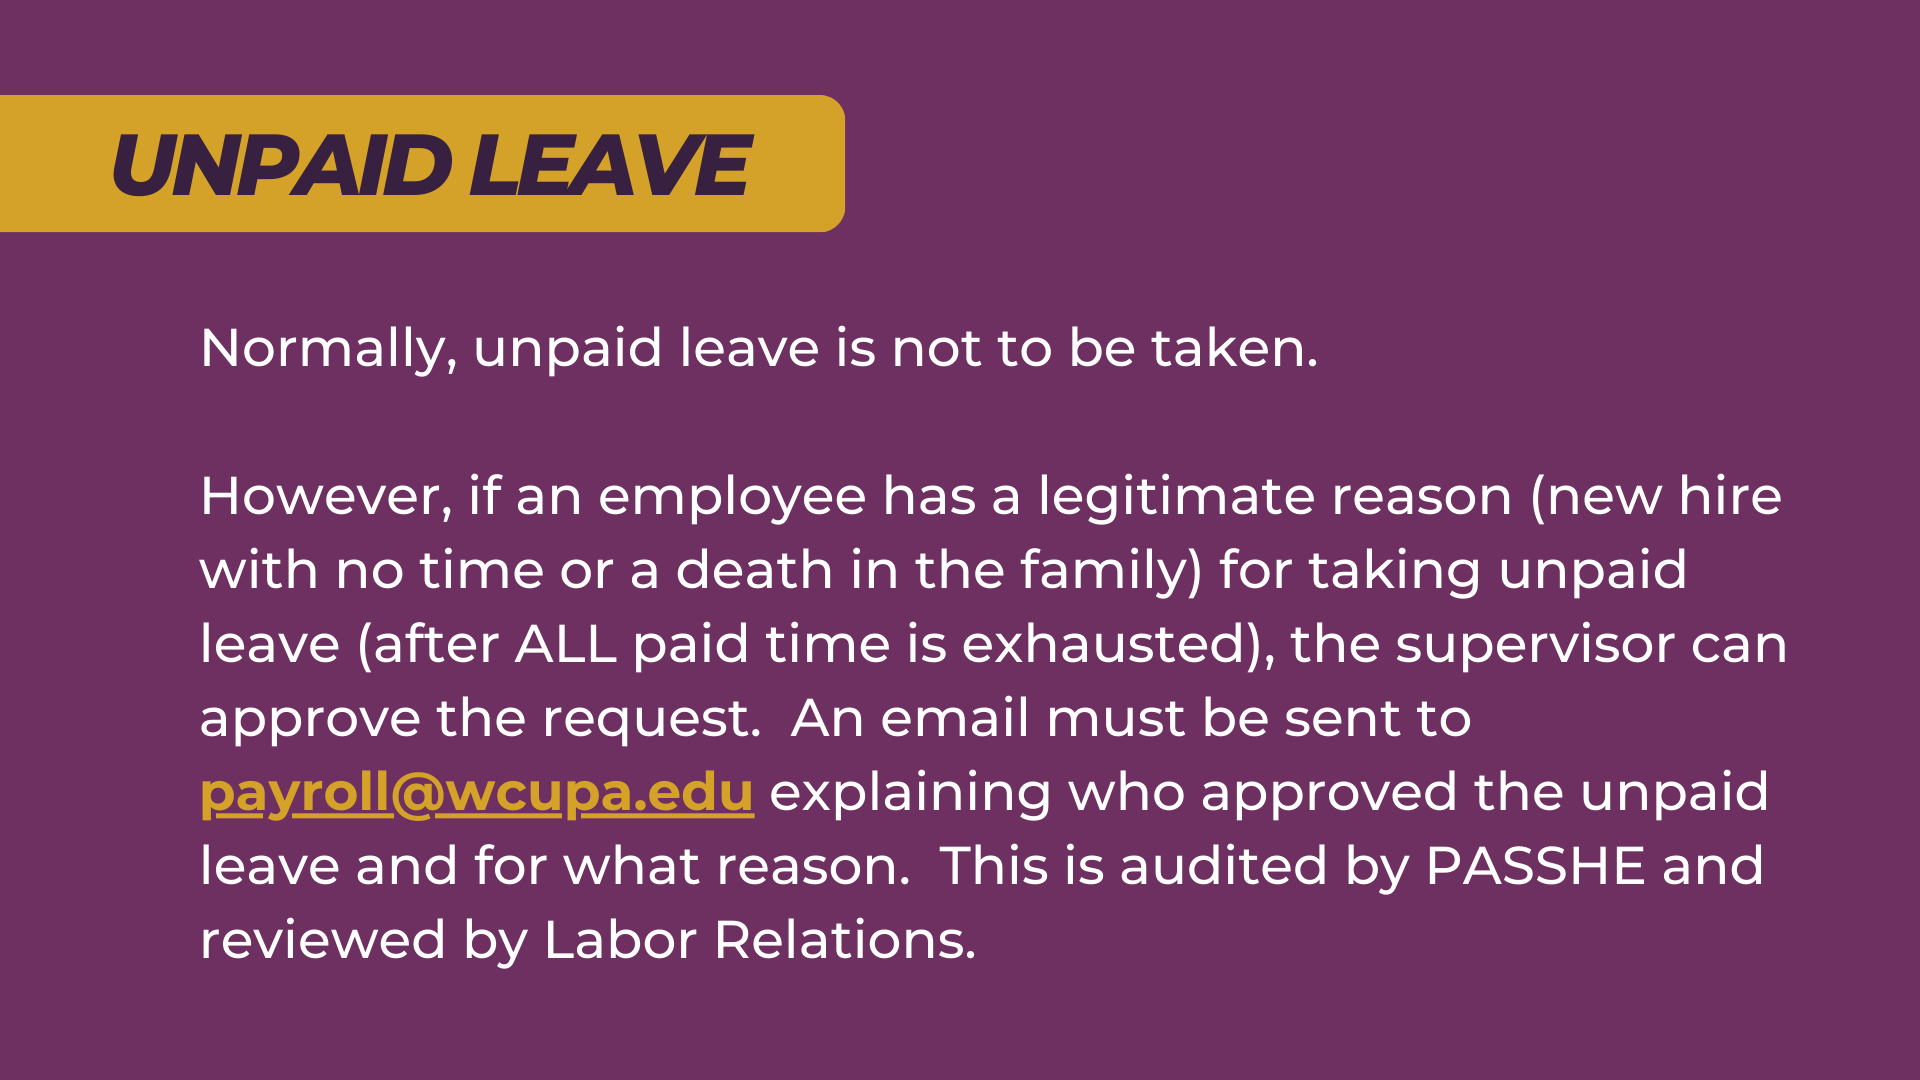 UNPAID LEAVE
Normally, unpaid leave is not to be taken.
However, if an employee has a legitimate reason (new hire
with no time or a death in the family) for taking unpaid
leave (after ALL paid time is exhausted), the supervisor can
approve the request.  An email must be sent to
payroll@wcupa.edu explaining who approved the unpaid
leave and for what reason.  This is audited by PASSHE and
reviewed by Labor Relations.